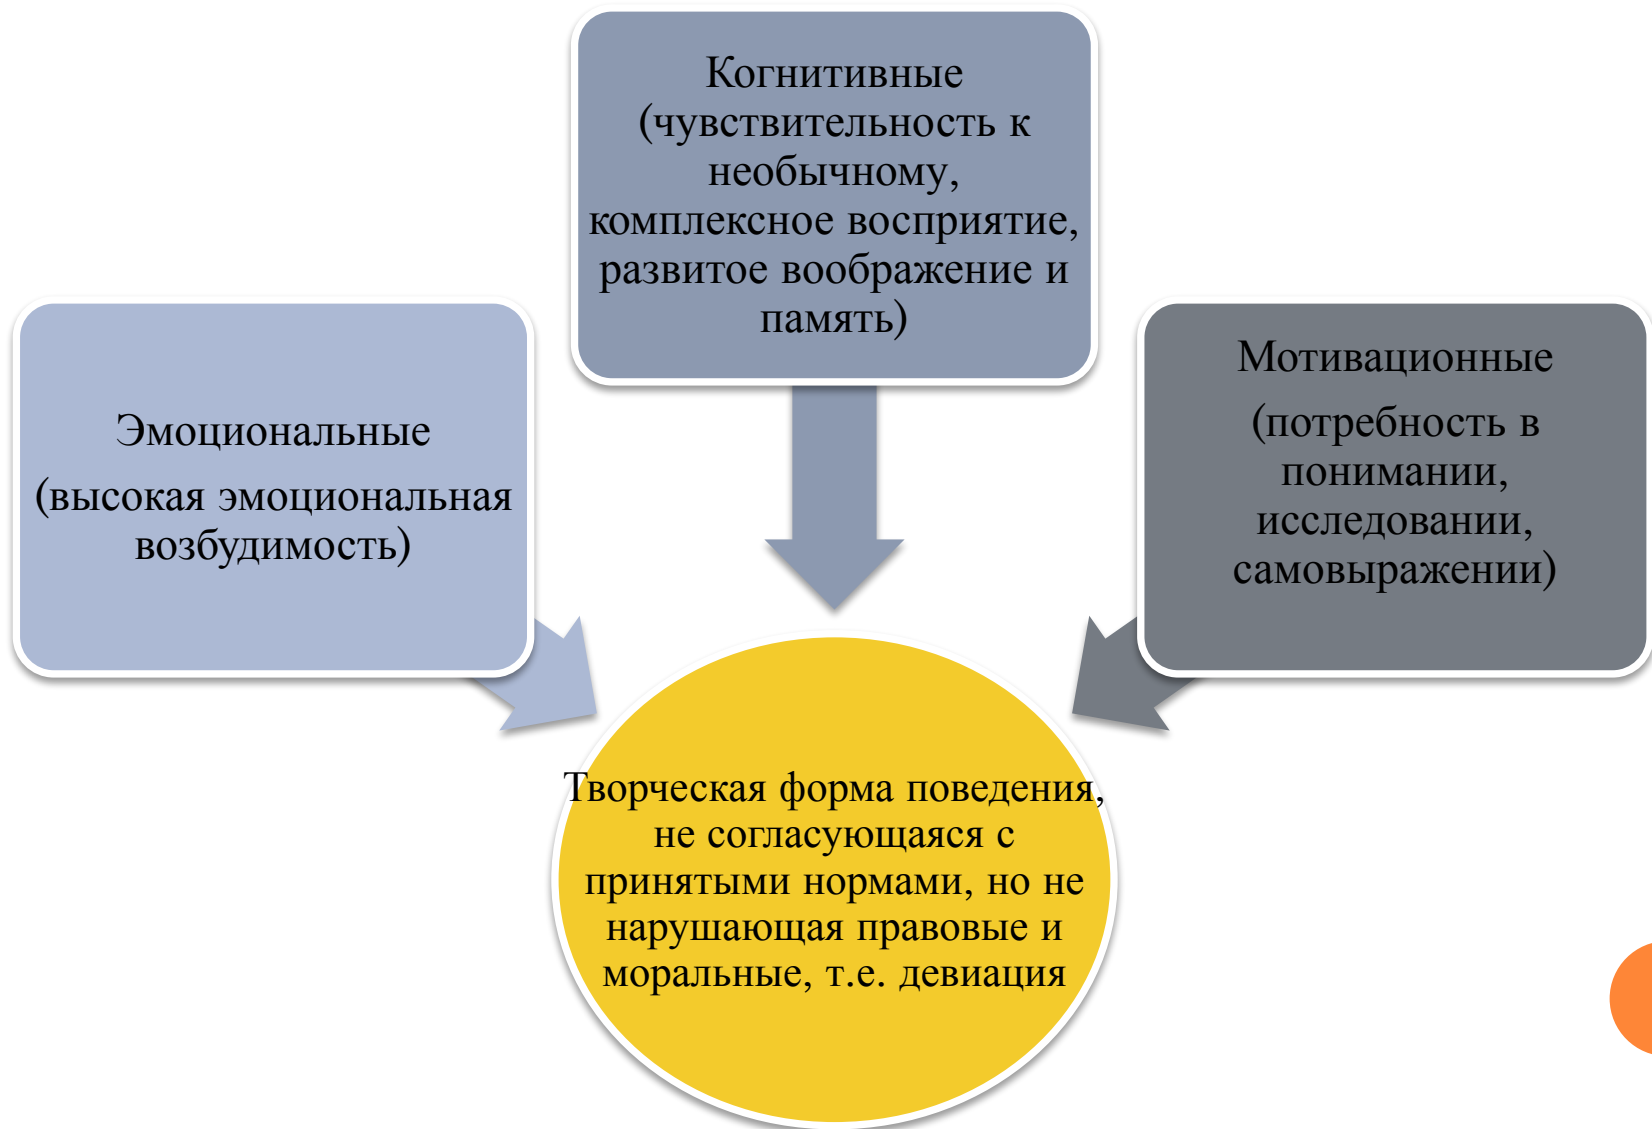 Когнитивные
(чувствительность к
необычному,
комплексное восприятие,
развитое воображение и
память)
Эмоциональные
(высокая эмоциональная
возбудимость)
Мотивационные
(потребность в
понимании,
исследовании,
самовыражении)
Творческая форма поведения,
не согласующаяся с
принятыми нормами, но не
нарушающая правовые и
моральные, т.е. девиация